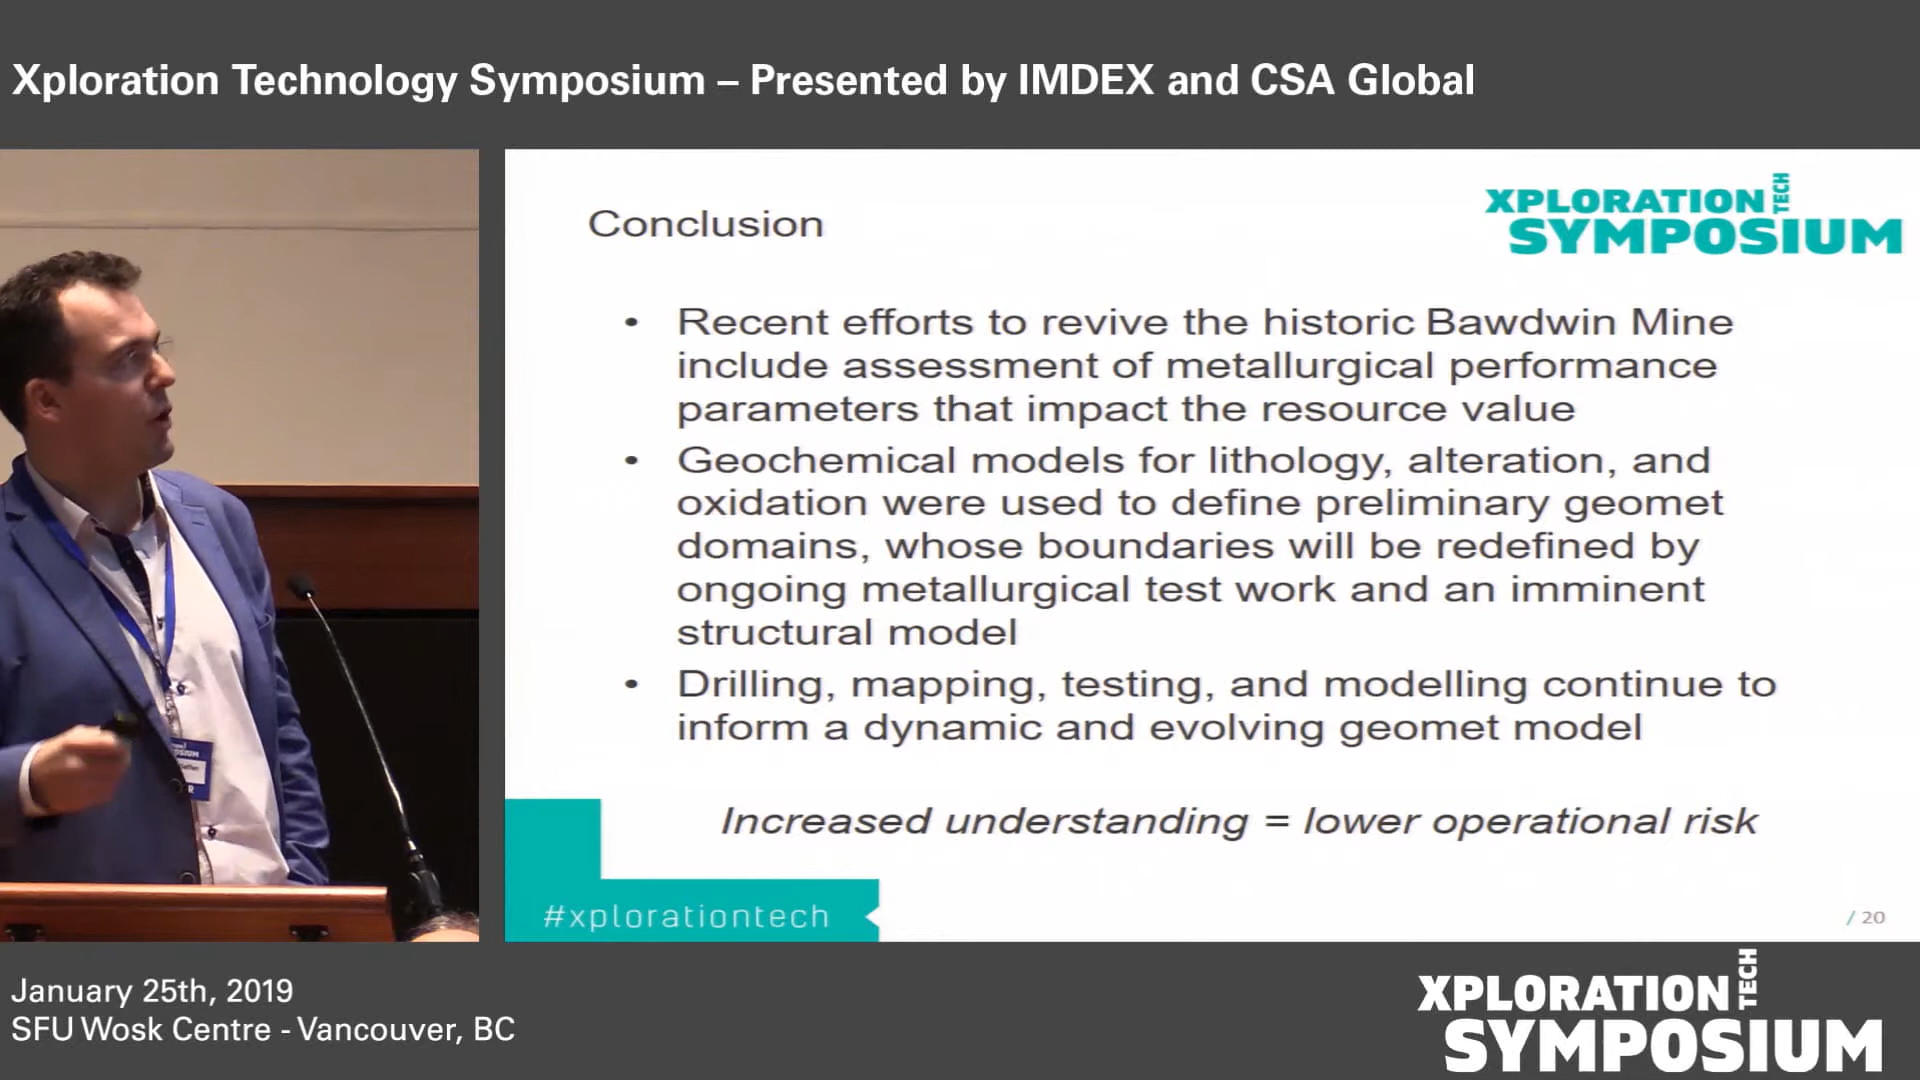 Xploration Technology Symposium – Presented by IMDEX and CSA Global
XPLORATION TECH
SYMPOSIUM
Conclusion
• Recent efforts to revive the historic Bawdwin Mine
include assessment of metallurgical performance
parameters that impact the resource value
• Geochemical models for lithology, alteration, and
oxidation were used to define preliminary geomet
domains, whose boundaries will be redefined by
ongoing metallurgical test work and an imminent
structural model
• Drilling, mapping, testing, and modelling continue to
inform a dynamic and evolving geomet model
Increased understanding = lower operational risk
#xplorationtech
/ 20
January 25th, 2019
SFU Wosk Centre - Vancouver, BC
XPLORATION TECH
SYMPOSIUM